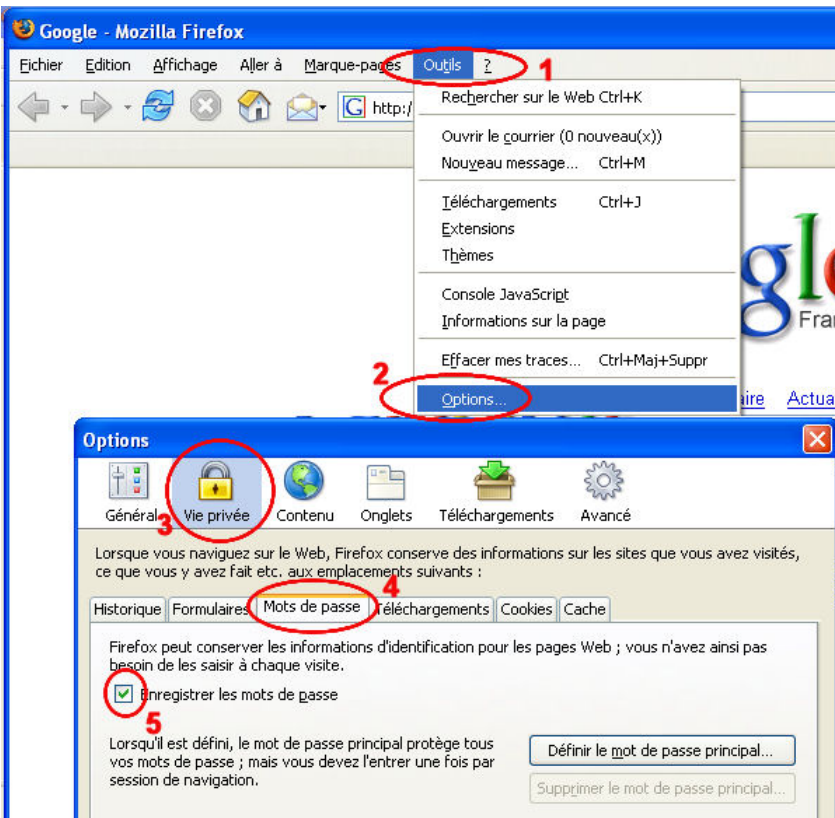 Google - Mozilla Firefox
Fichier Edition Affichage Aller à Marque-pages Outils ? 1
http:/
Rechercher sur le Web Ctrl+K
Ouvrir le courrier (0 nouveau(x))
Nouveau message... Ctrl+M
Téléchargements Ctrl+J
Extensions
Thèmes
Console JavaScript
Informations sur la page
Effacer mes traces... Ctrl+Maj+Suppr
2
Options...
gl
Fra
aire Actua
Options
Général Vie privée Contenu Onglets Téléchargements Avancé
3
Lorsque vous naviguez sur le Web, Firefox conserve des informations sur les sites que vous avez visités,
ce que vous y avez fait etc. aux emplacements suivants :
4
Historique Formulaires Mots de passe Téléchargements Cookies Cache
Firefox peut conserver les informations d'identification pour les pages Web ; vous n'avez ainsi pas
besoin de les saisir à chaque visite.
Enregistrer les mots de passe
5
Lorsqu'il est défini, le mot de passe principal protège tous
vos mots de passe ; mais vous devez l'entrer une fois par
session de navigation.
Définir le mot de passe principal...
Supprimer le mot de passe principal...